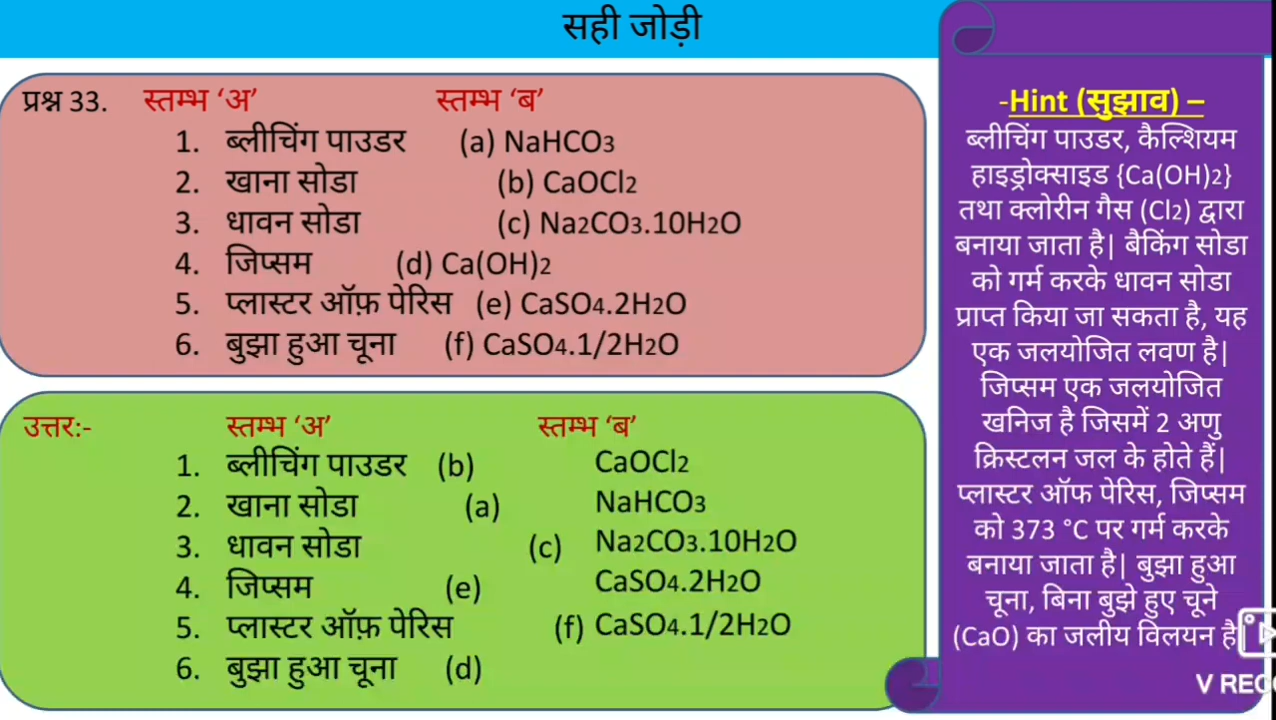 सही जोड़ी
प्रश्न 33. स्तम्भ ‘अ’ स्तम्भ ‘ब’
1. ब्लीचिंग पाउडर (a) NaHCO3
2. खाना सोडा (b) CaOCl2
3. धावन सोडा (c) Na2CO3.10H2O
4. जिप्सम (d) Ca(OH)2
5. प्लास्टर ऑफ़ पेरिस (e) CaSO4.2H2O
6. बुझा हुआ चूना (f) CaSO4.1/2H2O
उत्तर:- स्तम्भ ‘अ’ स्तम्भ ‘ब’
1. ब्लीचिंग पाउडर (b) CaOCl2
2. खाना सोडा (a) NaHCO3
3. धावन सोडा (c) Na2CO3.10H2O
4. जिप्सम (e) CaSO4.2H2O
5. प्लास्टर ऑफ़ पेरिस (f) CaSO4.1/2H2O
6. बुझा हुआ चूना (d)
-Hint (सुझाव) –
ब्लीचिंग पाउडर, कैल्शियम
हाइड्रोक्साइड {Ca(OH)2}
तथा क्लोरीन गैस (Cl2) द्वारा
बनाया जाता है| बैकिंग सोडा
को गर्म करके धावन सोडा
प्राप्त किया जा सकता है, यह
एक जलयोजित लवण है|
जिप्सम एक जलयोजित
खनिज है जिसमें 2 अणु
क्रिस्टलन जल के होते हैं|
प्लास्टर ऑफ पेरिस, जिप्सम
को 373 °C पर गर्म करके
बनाया जाता है| बुझा हुआ
चूना, बिना बुझे हुए चूने
(CaO) का जलीय विलयन है
V REC